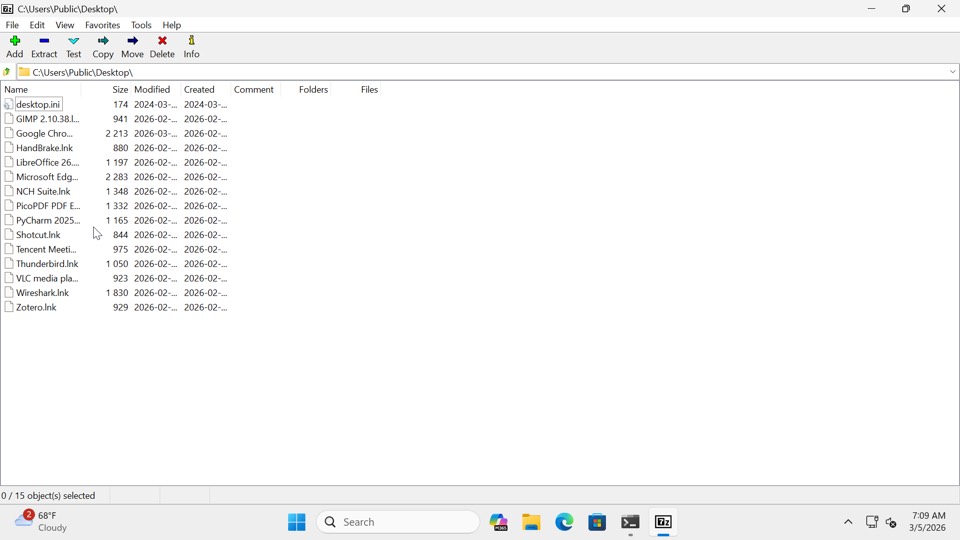 C:\Users\Public\Desktop\
File Edit View Favorites Tools Help
Add Extract Test Copy Move Delete Info
C:\Users\Public\Desktop\
Name Size Modified Created Comment Folders Files
desktop.ini 174 2024-03-... 2024-03-...
GIMP 2.10.38.l... 941 2026-02-... 2026-02-...
Google Chro... 2 213 2026-03-... 2026-02-...
HandBrake.lnk 880 2026-02-... 2026-02-...
LibreOffice 26.... 1 197 2026-02-... 2026-02-...
Microsoft Edg... 2 283 2026-02-... 2026-02-...
NCH Suite.lnk 1 348 2026-02-... 2026-02-...
PicoPDF PDF E... 1 332 2026-02-... 2026-02-...
PyCharm 2025... 1 165 2026-02-... 2026-02-...
Shotcut.lnk 844 2026-02-... 2026-02-...
Tencent Meeti... 975 2026-02-... 2026-02-...
Thunderbird.lnk 1 050 2026-02-... 2026-02-...
VLC media pla... 923 2026-02-... 2026-02-...
Wireshark.lnk 1 830 2026-02-... 2026-02-...
Zotero.lnk 929 2026-02-... 2026-02-...
0 / 15 object(s) selected
2 68°F
Cloudy
Search
7:09 AM
3/5/2026